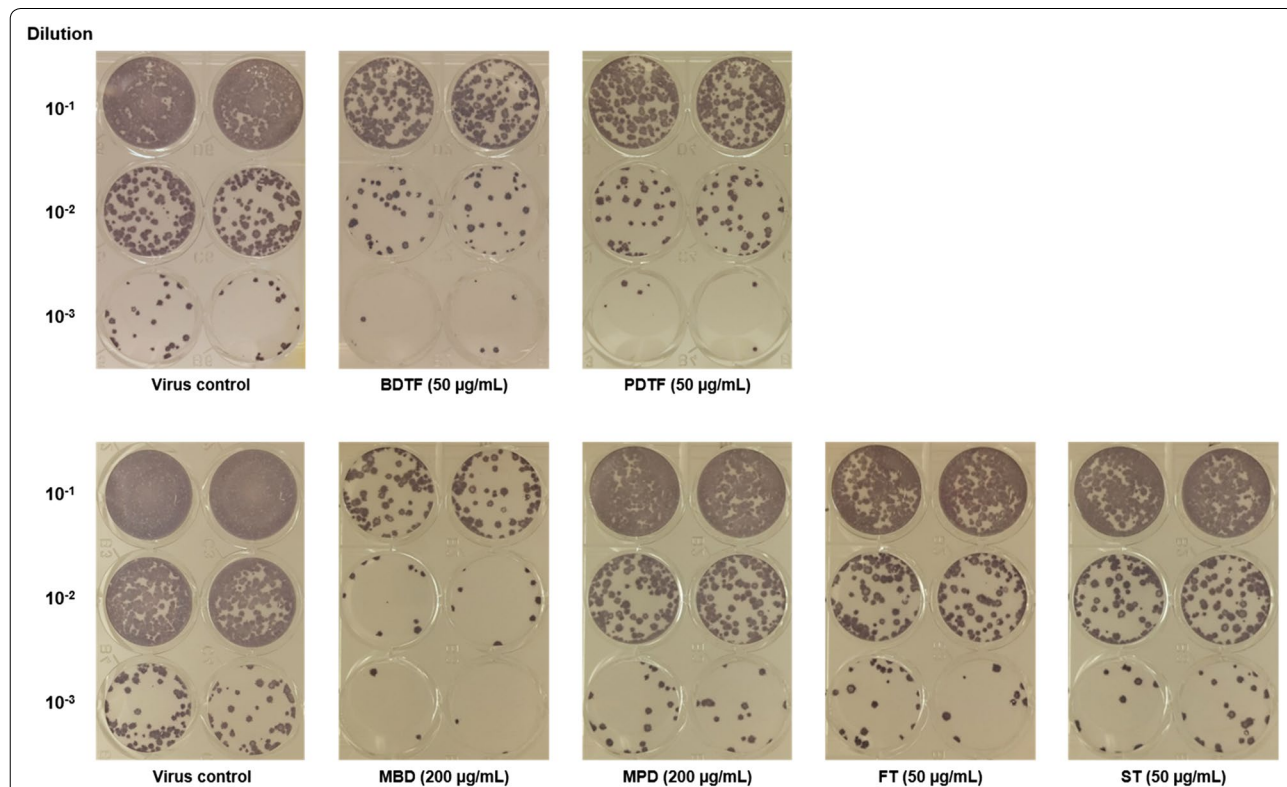 Dilution
10⁻¹
10⁻²
10⁻³
Virus control BDTF (50 µg/mL) PDTF (50 µg/mL)
10⁻¹
10⁻²
10⁻³
Virus control MBD (200 µg/mL) MPD (200 µg/mL) FT (50 µg/mL) ST (50 µg/mL)